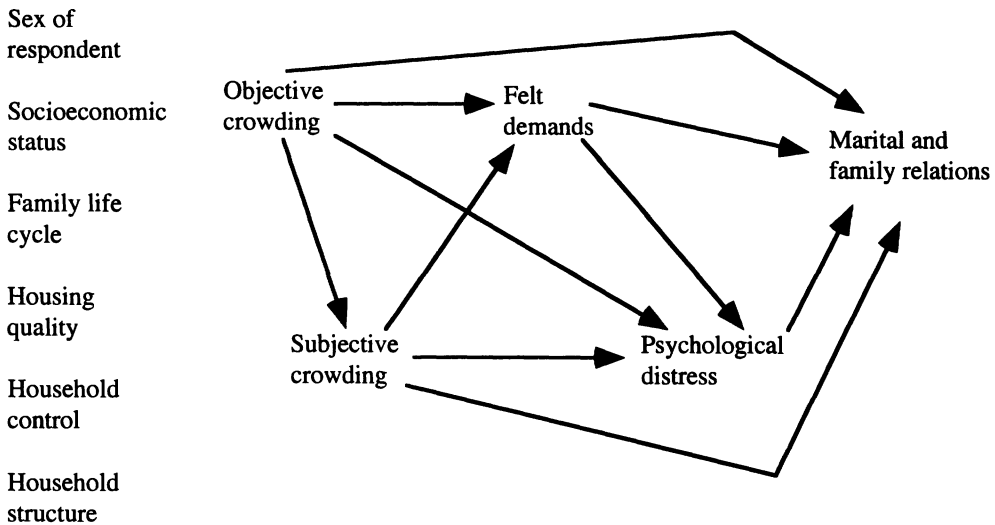 Sex of
respondent
Socioeconomic
status
Family life
cycle
Housing
quality
Household
control
Household
structure
Objective
crowding
Felt
demands
Marital and
family relations
Subjective
crowding
Psychological
distress